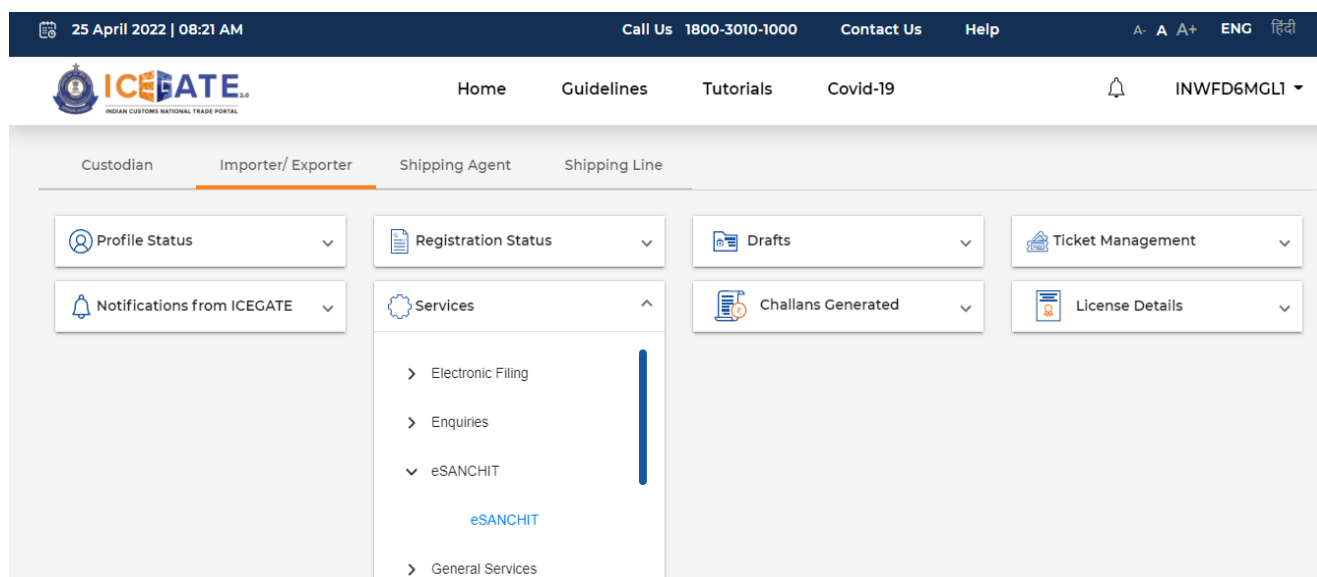 25 April 2022 | 08:21 AM Call Us 1800-3010-1000 Contact Us Help A- A A+ ENG हिंदी
ICEGATE 2.0
INDIAN CUSTOMS NATIONAL TRADE PORTAL
Home Guidelines Tutorials Covid-19 INWFD6MGL1
Custodian Importer/ Exporter Shipping Agent Shipping Line
Profile Status Registration Status Drafts Ticket Management
Notifications from ICEGATE Services Challans Generated License Details
Electronic Filing
Enquiries
eSANCHIT
eSANCHIT
General Services